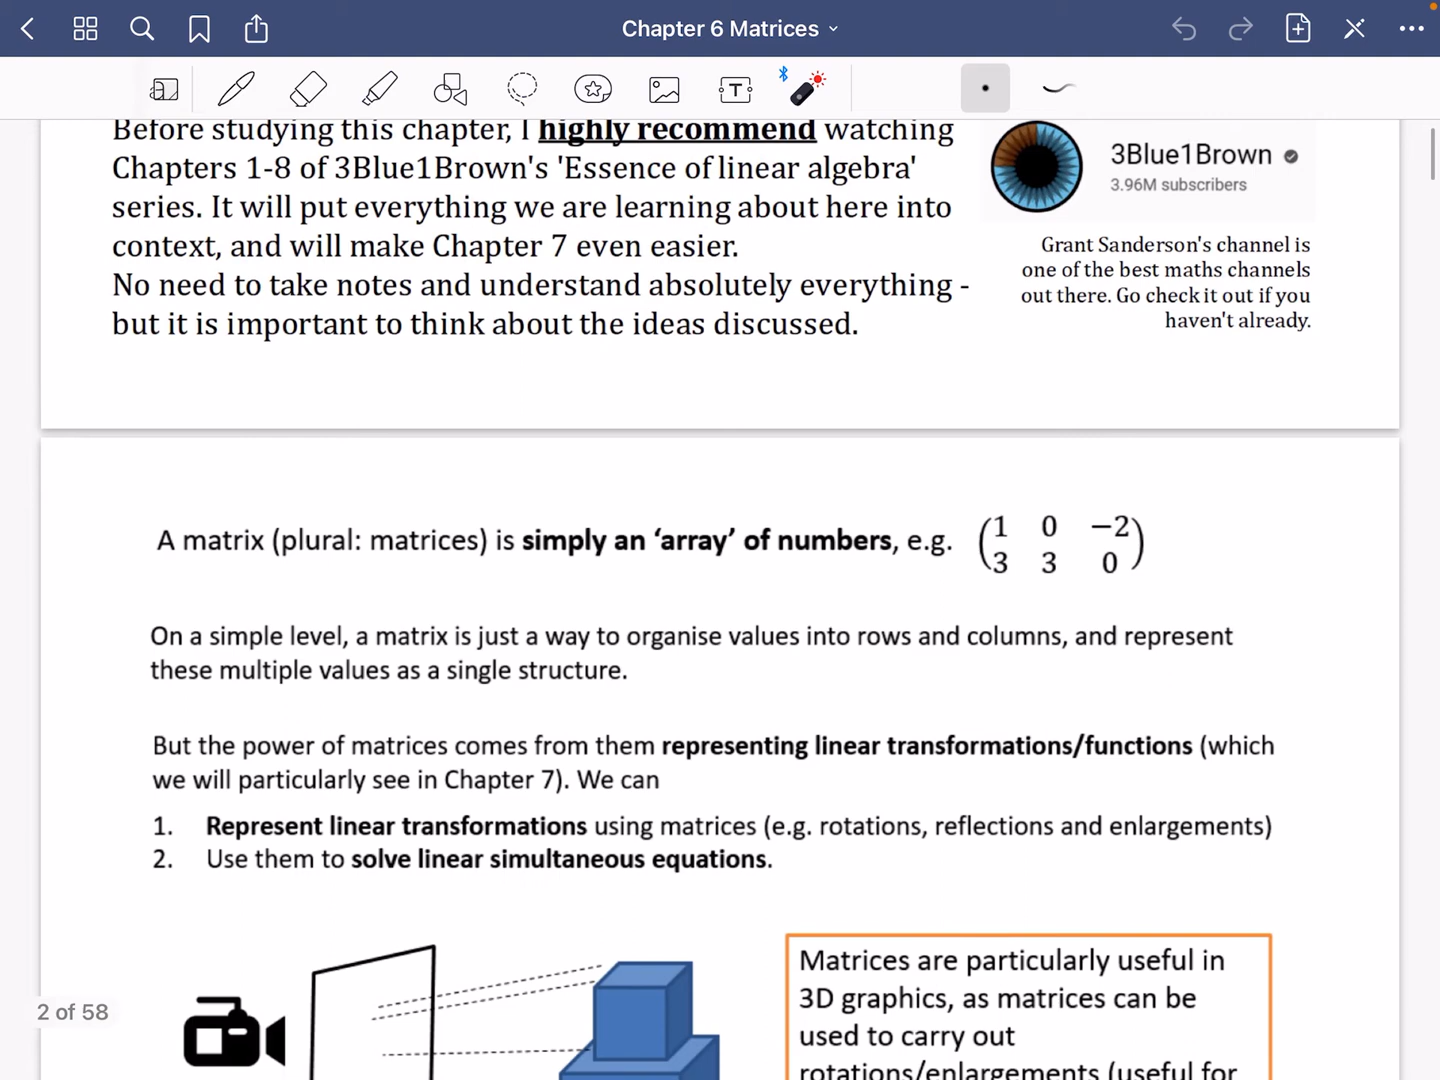 Chapter 6 Matrices
T
Before studying this chapter, I highly recommend watching
Chapters 1-8 of 3Blue1Brown's 'Essence of linear algebra'
series. It will put everything we are learning about here into
context, and will make Chapter 7 even easier.
No need to take notes and understand absolutely everything -
but it is important to think about the ideas discussed.
3Blue1Brown
3.96M subscribers
Grant Sanderson's channel is
one of the best maths channels
out there. Go check it out if you
haven't already.
A matrix (plural: matrices) is simply an ‘array’ of numbers, e.g.
1 0 −2
3 3 0
On a simple level, a matrix is just a way to organise values into rows and columns, and represent
these multiple values as a single structure.
But the power of matrices comes from them representing linear transformations/functions (which
we will particularly see in Chapter 7). We can
1. Represent linear transformations using matrices (e.g. rotations, reflections and enlargements)
2. Use them to solve linear simultaneous equations.
Matrices are particularly useful in
3D graphics, as matrices can be
used to carry out
rotations/enlargements (useful for
2 of 58